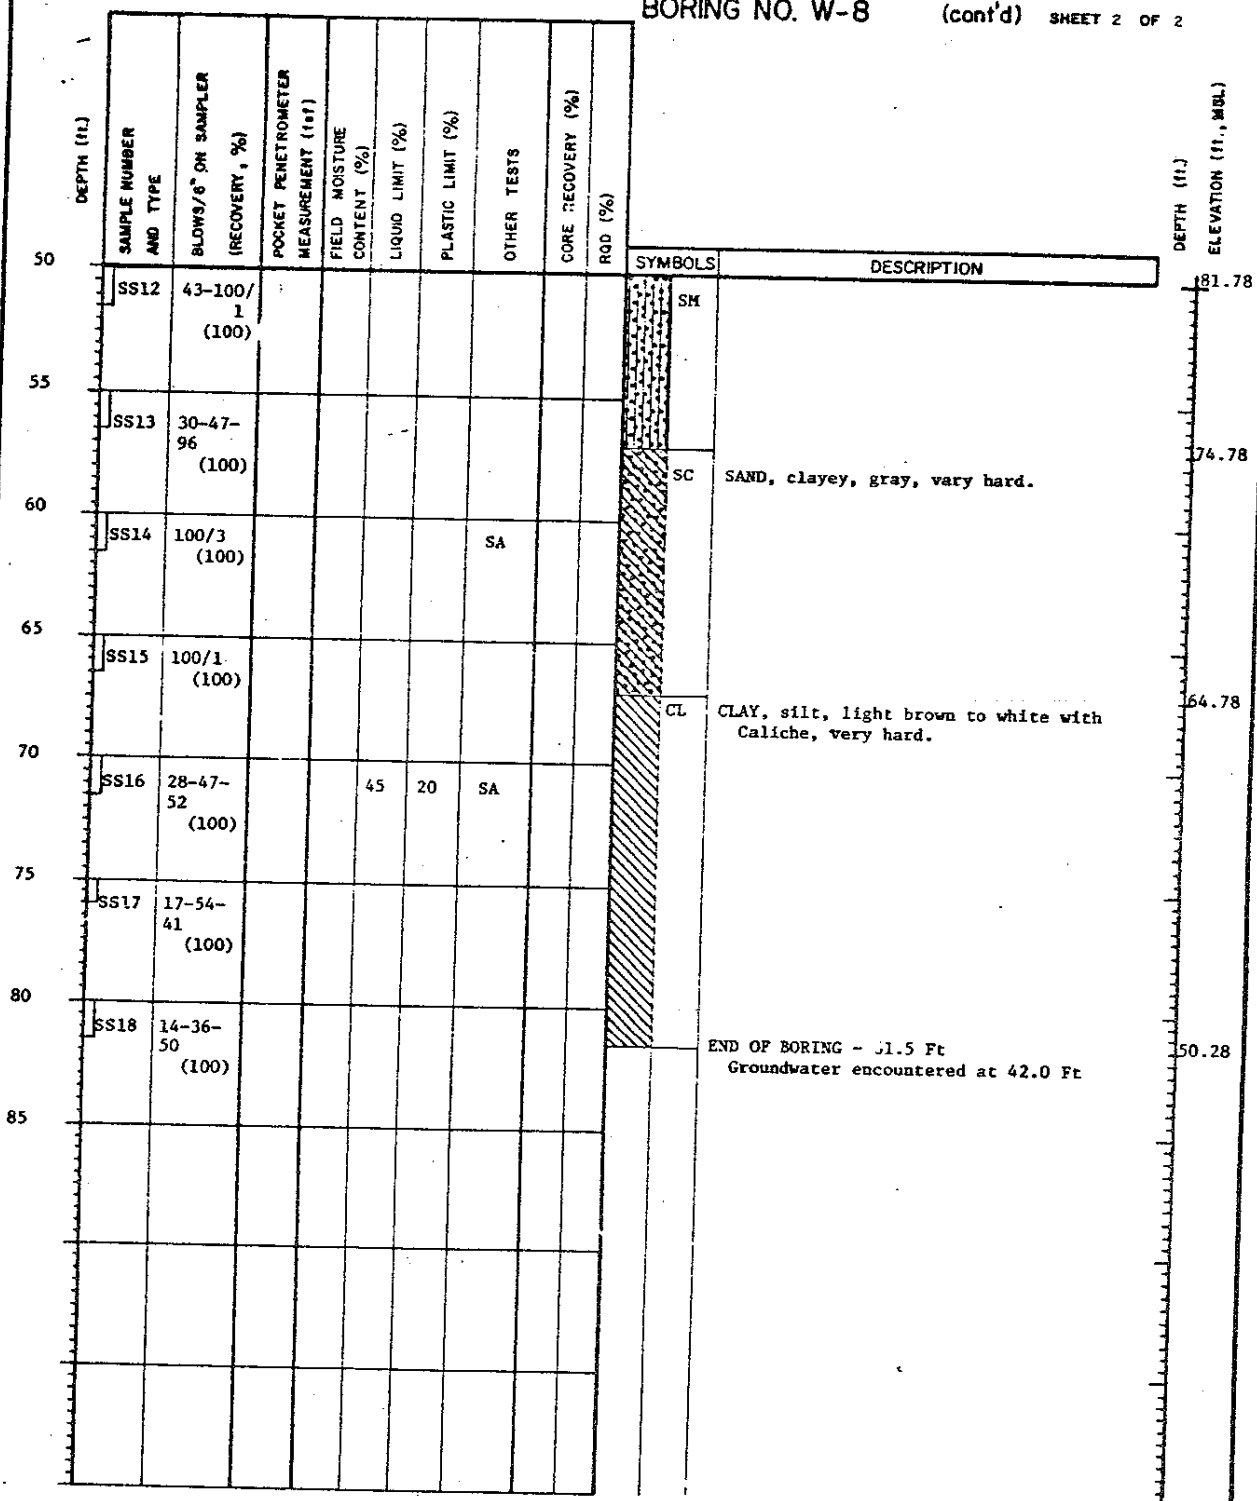 BORING NO. W-8 (cont'd) SHEET 2 OF 2
DEPTH (ft.)
SAMPLE NUMBER
AND TYPE
BLOWS/6" ON SAMPLER
(RECOVERY, %)
POCKET PENETROMETER
MEASUREMENT (tsf)
FIELD MOISTURE
CONTENT (%)
LIQUID LIMIT (%)
PLASTIC LIMIT (%)
OTHER TESTS
CORE RECOVERY (%)
RQD (%)
SYMBOLS
DESCRIPTION
DEPTH (ft.)
ELEVATION (ft., MSL)
50
81.78
SS12 43-100/
1
(100)
SM
55
SS13 30-47-
96
(100)
74.78
SC SAND, clayey, gray, vary hard.
60
SS14 100/3
(100)
SA
65
SS15 100/1
(100)
64.78
CL CLAY, silt, light brown to white with
Caliche, very hard.
70
SS16 28-47-
52
(100)
45 20 SA
75
SS17 17-54-
41
(100)
80
SS18 14-36-
50
(100)
END OF BORING - 1.5 Ft
50.28
Groundwater encountered at 42.0 Ft
85